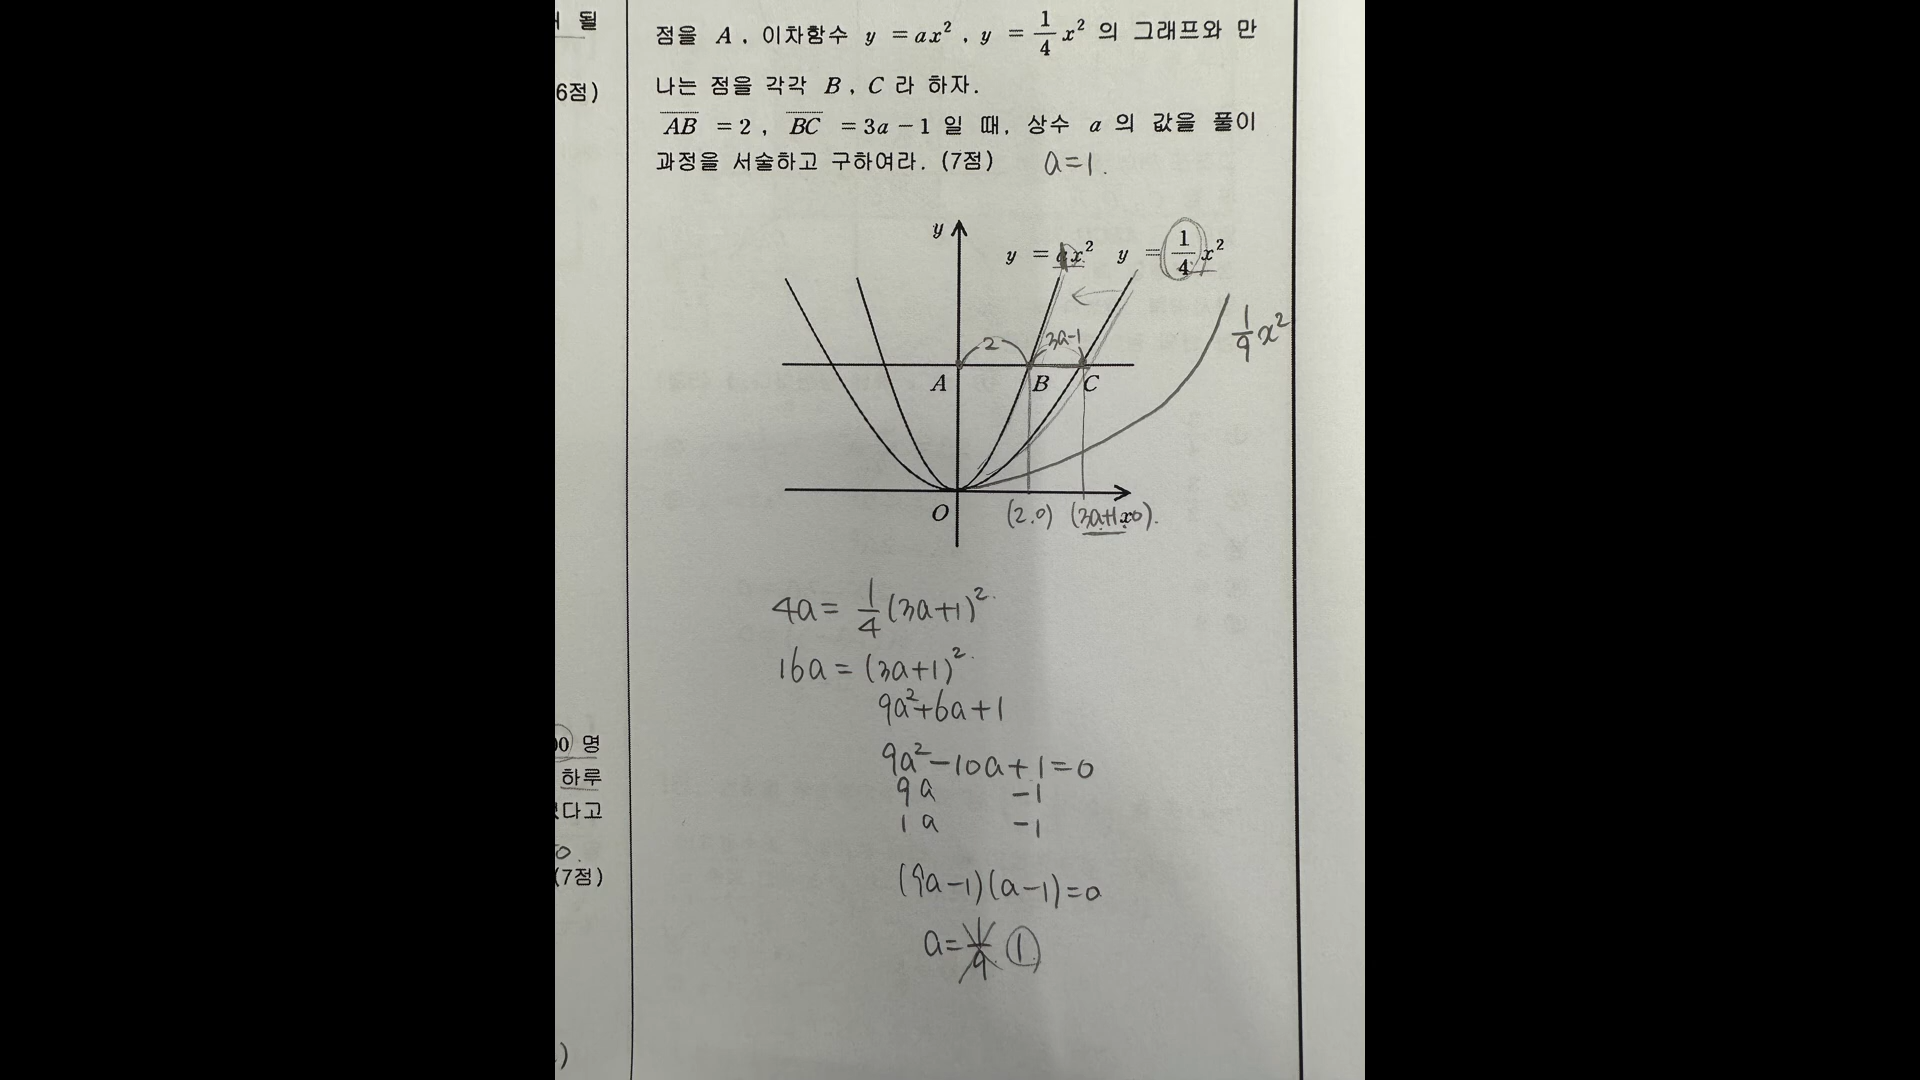 될
6점)
00 명
하루
다고
0.
(7점)
)
점을 A, 이차함수 y = ax², y = 1/4 x² 의 그래프와 만
나는 점을 각각 B, C 라 하자.
AB = 2, BC = 3a - 1 일 때, 상수 a 의 값을 풀이
과정을 서술하고 구하여라. (7점) a=1.
y
y = ax² y = 1/4 x²
1/9 x²
2 3a-1
A B C
O (2.0) (3a+1.0).
x
4a = 1/4 (3a+1)².
16a = (3a+1)².
9a²+6a+1
9a²-10a+1=0
9a -1
1a -1
(9a-1)(a-1)=0
a= 1/9 1